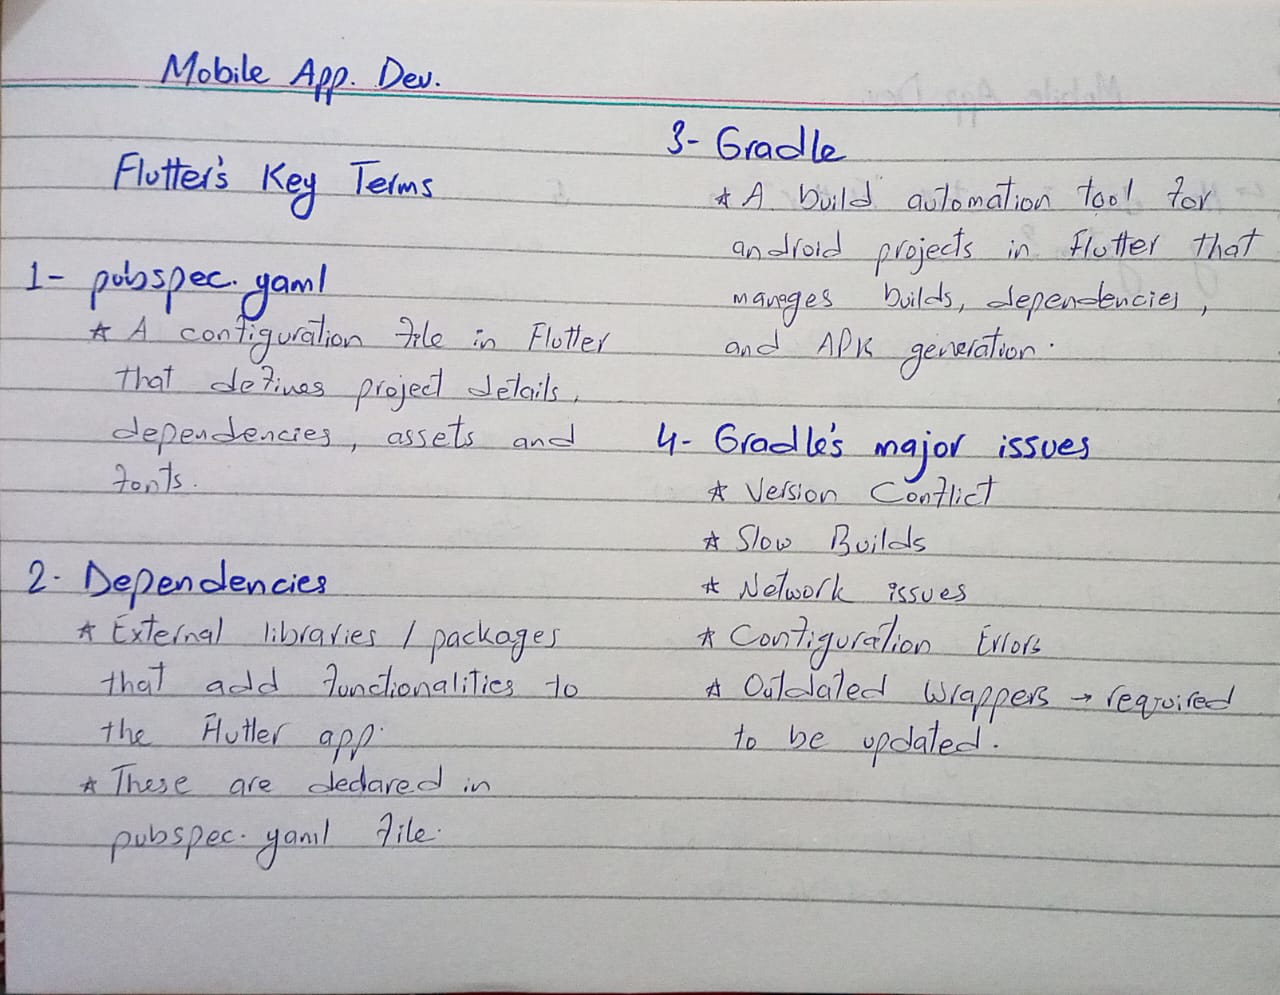 Mobile App. Dev.
Flutter's Key Terms
1- pubspec.yaml
* A configuration file in Flutter
that defines project details,
dependencies, assets and
fonts.
2- Dependencies
* External libraries / packages
that add functionalities to
the Flutter app.
* These are declared in
pubspec.yaml file.
3- Gradle
* A build automation tool for
android projects in Flutter that
manages builds, dependencies,
and APK generation.
4- Gradle's major issues
* Version Conflict
* Slow Builds
* Network issues
* Configuration Errors
* Outdated Wrappers → required
to be updated.